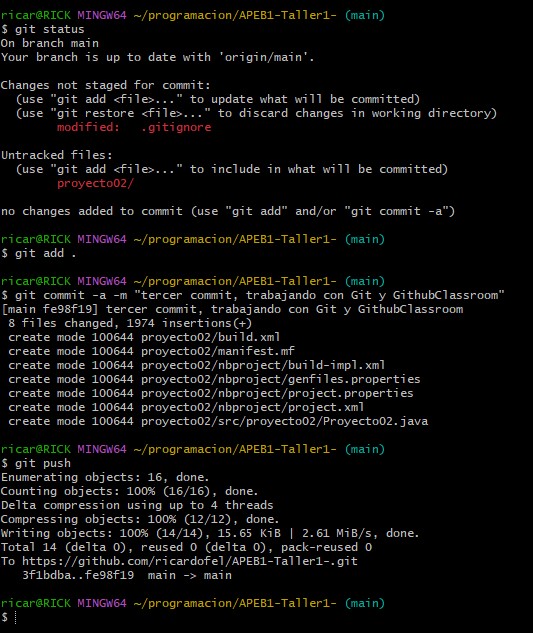 ricar@RICK MINGW64 ~/programacion/APEB1-Taller1- (main)
$ git status
On branch main
Your branch is up to date with 'origin/main'.
Changes not staged for commit:
  (use "git add <file>..." to update what will be committed)
  (use "git restore <file>..." to discard changes in working directory)
        modified:   .gitignore
Untracked files:
  (use "git add <file>..." to include in what will be committed)
        proyecto02/
no changes added to commit (use "git add" and/or "git commit -a")
ricar@RICK MINGW64 ~/programacion/APEB1-Taller1- (main)
$ git add .
ricar@RICK MINGW64 ~/programacion/APEB1-Taller1- (main)
$ git commit -a -m "tercer commit, trabajando con Git y GithubClassroom"
[main fe98f19] tercer commit, trabajando con Git y GithubClassroom
 8 files changed, 1974 insertions(+)
 create mode 100644 proyecto02/build.xml
 create mode 100644 proyecto02/manifest.mf
 create mode 100644 proyecto02/nbproject/build-impl.xml
 create mode 100644 proyecto02/nbproject/genfiles.properties
 create mode 100644 proyecto02/nbproject/project.properties
 create mode 100644 proyecto02/nbproject/project.xml
 create mode 100644 proyecto02/src/proyecto02/Proyecto02.java
ricar@RICK MINGW64 ~/programacion/APEB1-Taller1- (main)
$ git push
Enumerating objects: 16, done.
Counting objects: 100% (16/16), done.
Delta compression using up to 4 threads
Compressing objects: 100% (12/12), done.
Writing objects: 100% (14/14), 15.65 KiB | 2.61 MiB/s, done.
Total 14 (delta 0), reused 0 (delta 0), pack-reused 0
To https://github.com/ricardofel/APEB1-Taller1-.git
   3f1bdba..fe98f19  main -> main
ricar@RICK MINGW64 ~/programacion/APEB1-Taller1- (main)
$